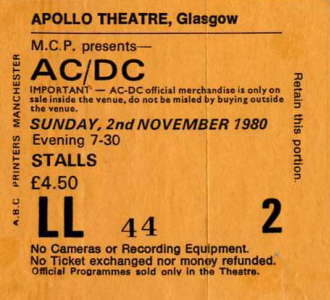 APOLLO THEATRE, Glasgow
M.C.P. presents—
AC/DC
IMPORTANT — AC-DC official merchandise is only on
sale inside the venue, do not be misled by buying outside
the venue.
SUNDAY, 2nd NOVEMBER 1980
Evening 7-30
STALLS
£4.50
LL 44 2
No Cameras or Recording Equipment.
No Ticket exchanged nor money refunded.
Official Programmes sold only in the Theatre.
A.B.C PRINTERS MANCHESTER
Retain this portion.